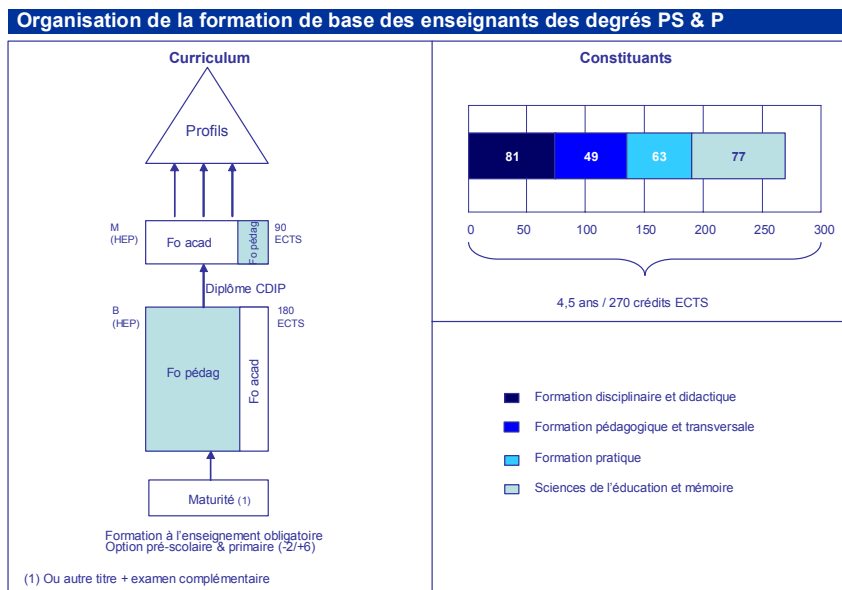 Organisation de la formation de base des enseignants des degrés PS & P
Curriculum
Profils
M
(HEP)
Fo acad
Fo pédag
90
ECTS
Diplôme CDIP
B
(HEP)
Fo pédag
Fo acad
180
ECTS
Maturité (1)
Formation à l'enseignement obligatoire
Option pré-scolaire & primaire (-2/+6)
(1) Ou autre titre + examen complémentaire
Constituants
81 49 63 77
0 50 100 150 200 250 300
4,5 ans / 270 crédits ECTS
Formation disciplinaire et didactique
Formation pédagogique et transversale
Formation pratique
Sciences de l'éducation et mémoire